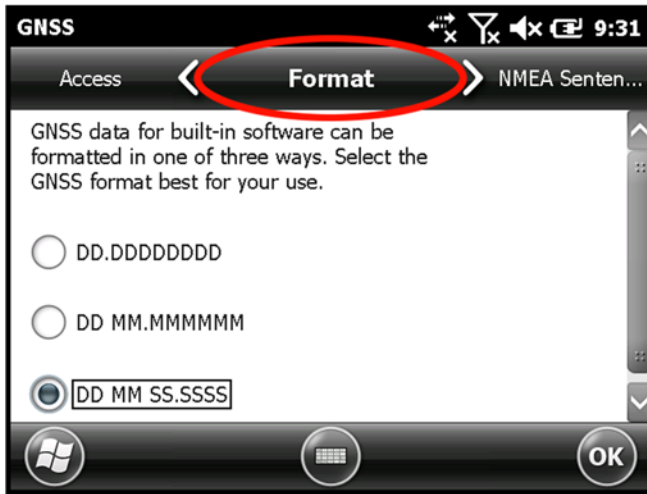 GNSS 9:31
Access Format NMEA Senten...
GNSS data for built-in software can be
formatted in one of three ways. Select the
GNSS format best for your use.
DD.DDDDDDDD
DD MM.MMMMMM
DD MM SS.SSSS
OK